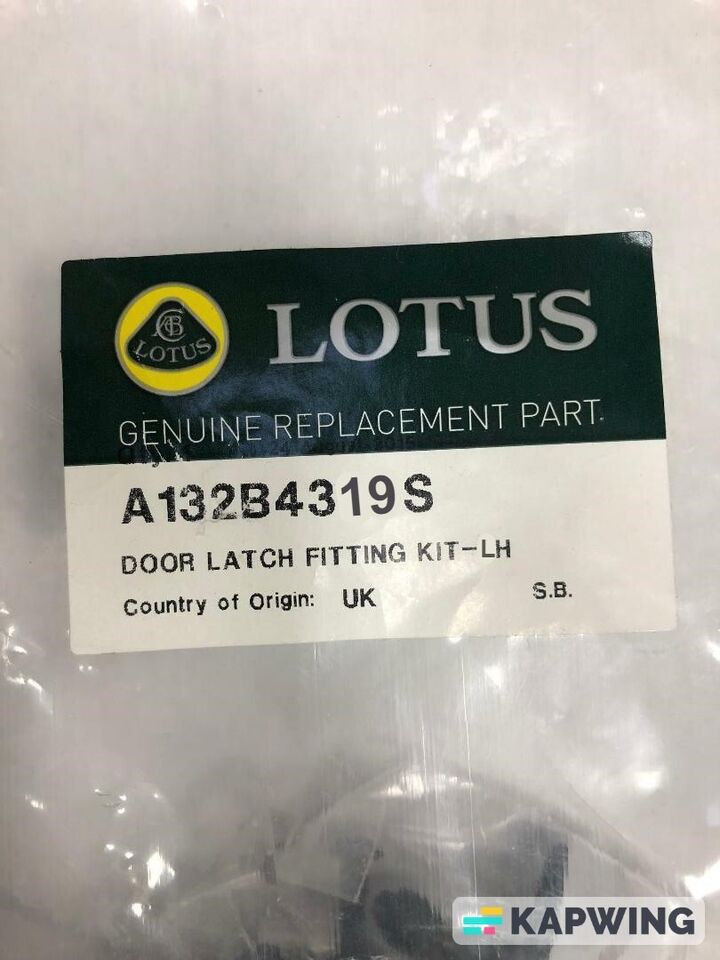 LOTUS
LOTUS
GENUINE REPLACEMENT PART.
A132B4319S
DOOR LATCH FITTING KIT-LH
Country of Origin: UK S.B.
KAPWING